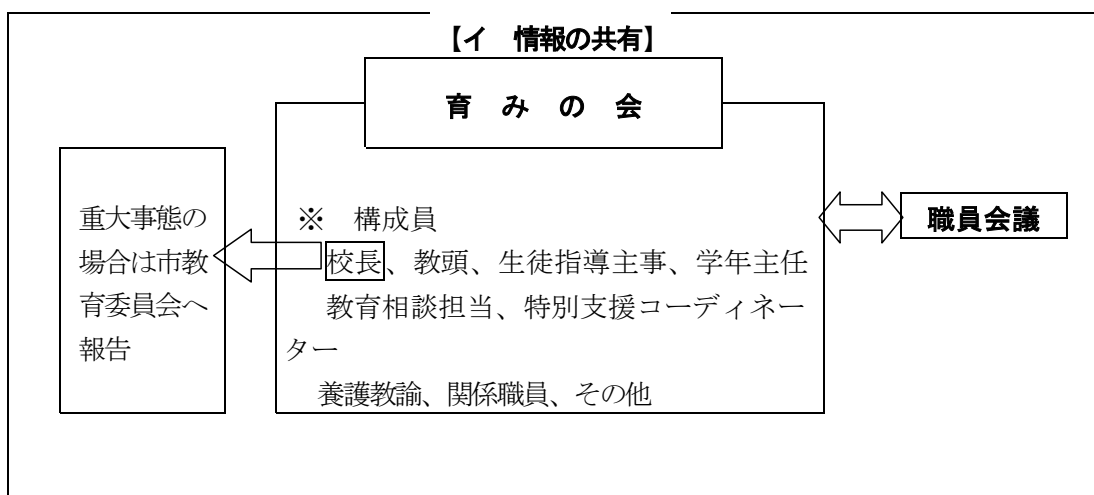 【イ　情報の共有】
育　み　の　会
重大事態の
場合は市教
育委員会へ
報告
※　構成員
校長、教頭、生徒指導主事、学年主任
教育相談担当、特別支援コーディネー
ター
養護教諭、関係職員、その他
職員会議